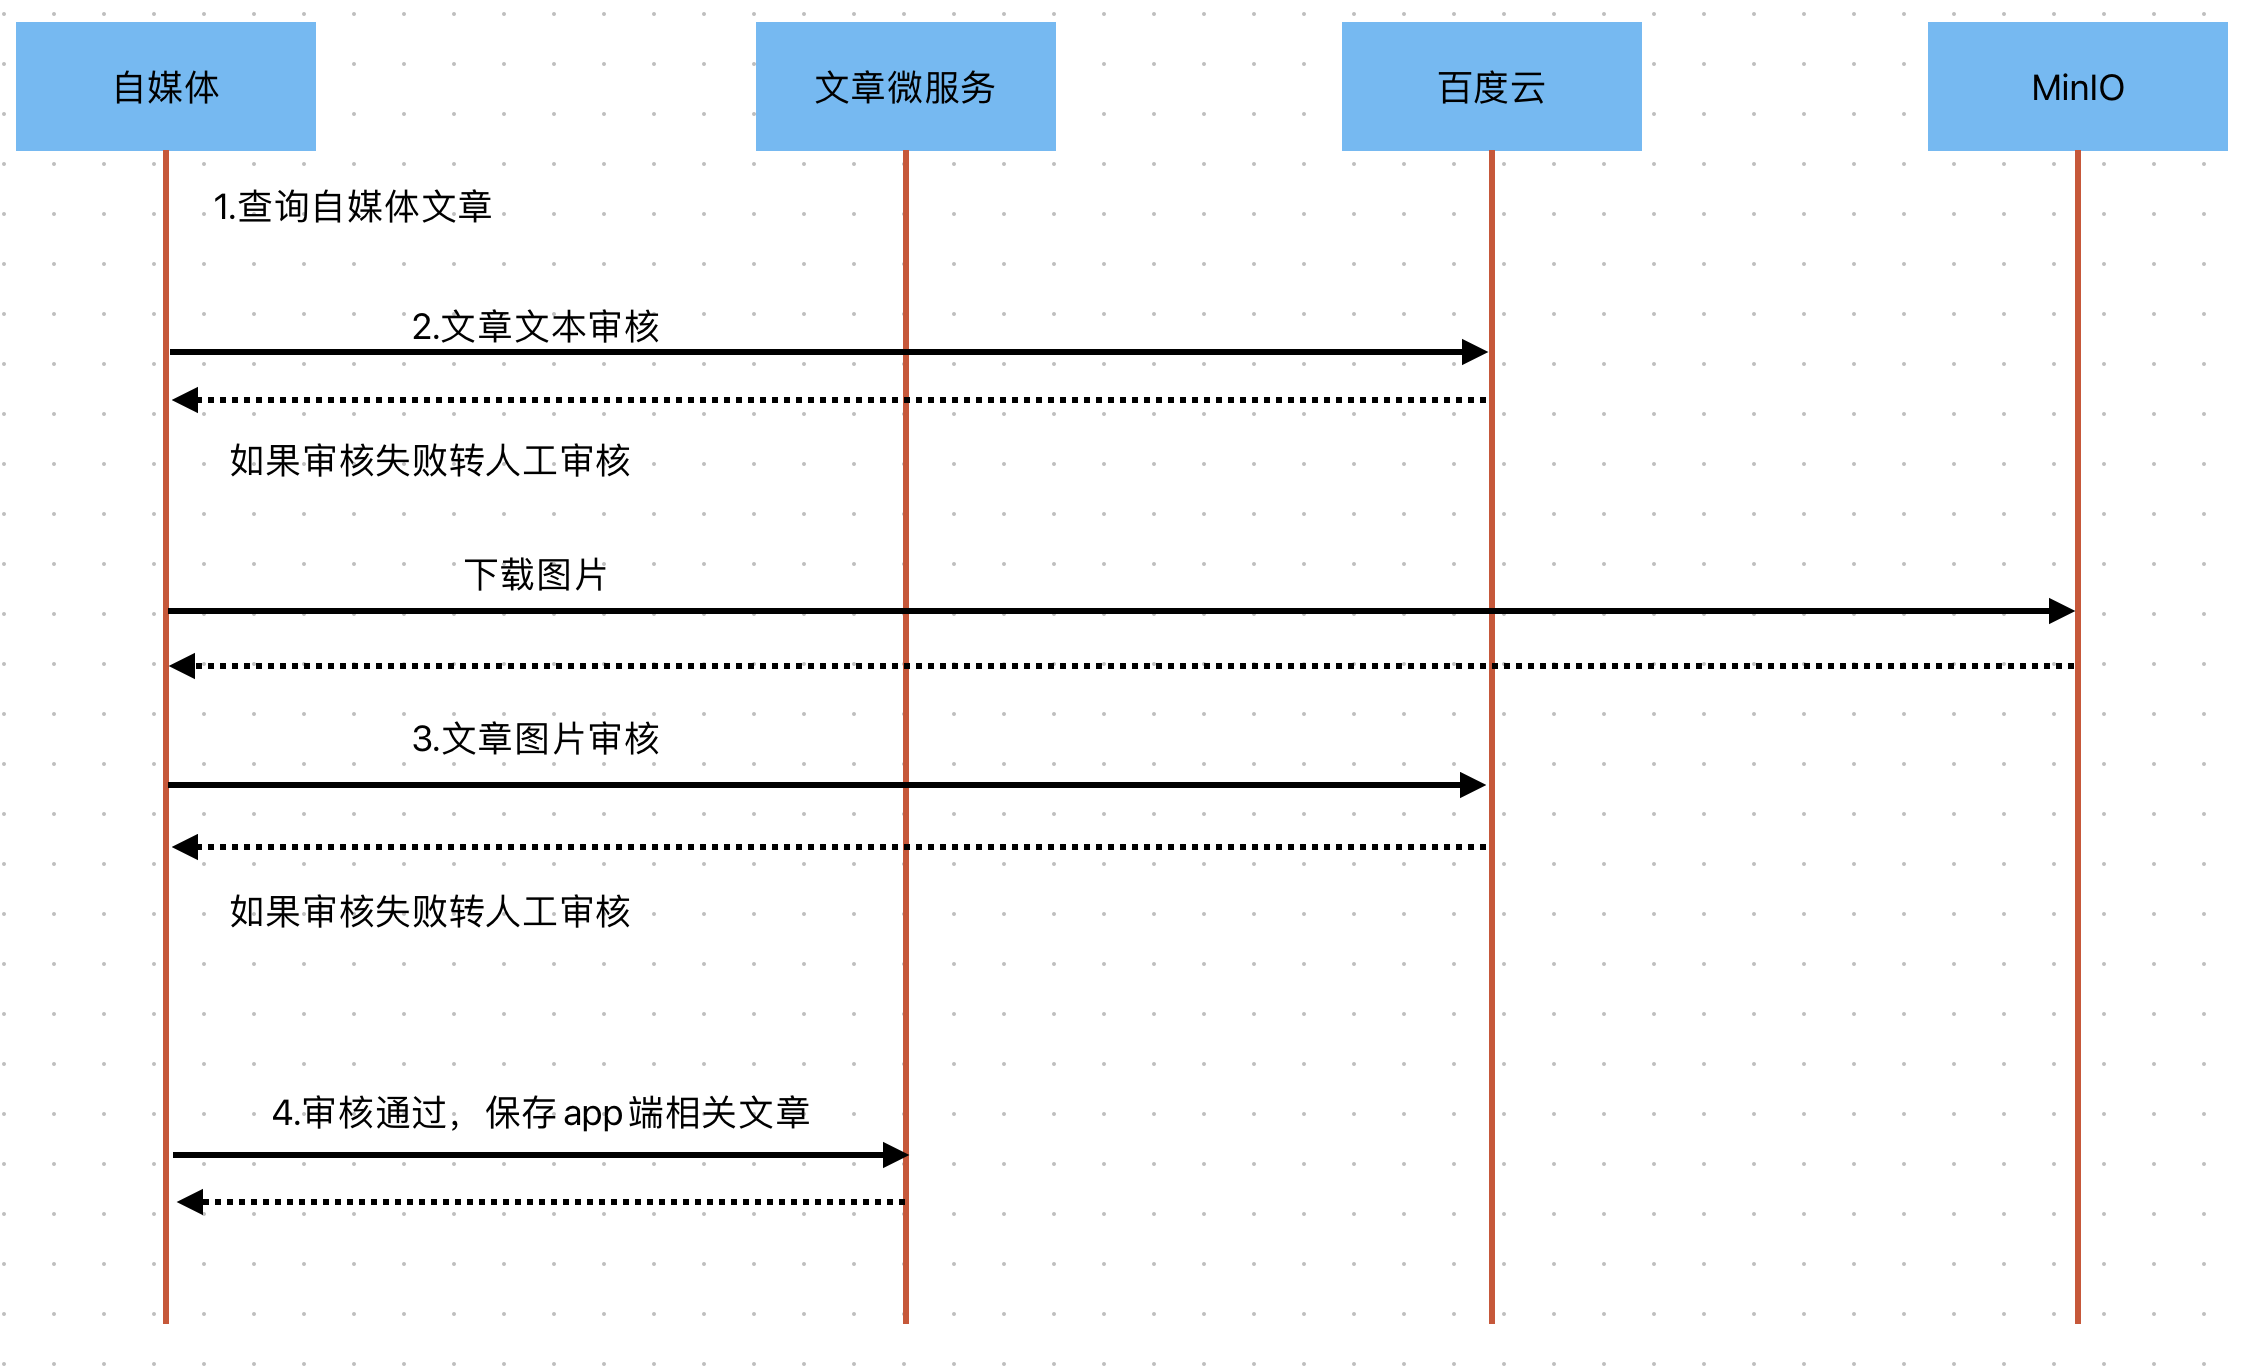 自媒体
文章微服务
百度云
MinIO
1.查询自媒体文章
2.文章文本审核
如果审核失败转人工审核
下载图片
3.文章图片审核
如果审核失败转人工审核
4.审核通过，保存app端相关文章